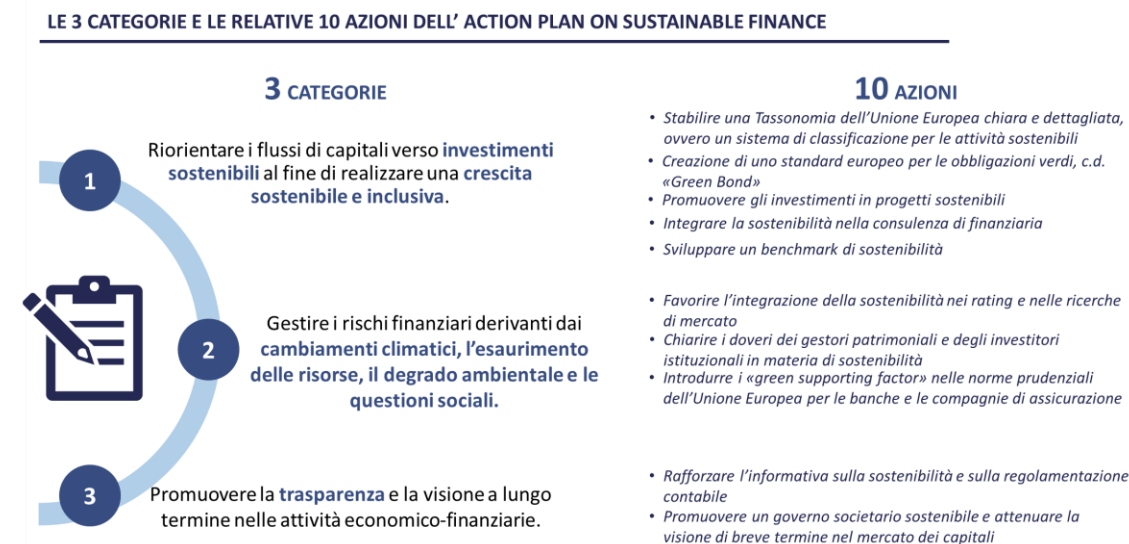 LE 3 CATEGORIE E LE RELATIVE 10 AZIONI DELL' ACTION PLAN ON SUSTAINABLE FINANCE
3 CATEGORIE
1
Riorientare i flussi di capitali verso investimenti
sostenibili al fine di realizzare una crescita
sostenibile e inclusiva.
2
Gestire i rischi finanziari derivanti dai
cambiamenti climatici, l'esaurimento
delle risorse, il degrado ambientale e le
questioni sociali.
3
Promuovere la trasparenza e la visione a lungo
termine nelle attività economico-finanziarie.
10 AZIONI
• Stabilire una Tassonomia dell'Unione Europea chiara e dettagliata,
ovvero un sistema di classificazione per le attività sostenibili
• Creazione di uno standard europeo per le obbligazioni verdi, c.d.
«Green Bond»
• Promuovere gli investimenti in progetti sostenibili
• Integrare la sostenibilità nella consulenza di finanziaria
• Sviluppare un benchmark di sostenibilità
• Favorire l'integrazione della sostenibilità nei rating e nelle ricerche
di mercato
• Chiarire i doveri dei gestori patrimoniali e degli investitori
istituzionali in materia di sostenibilità
• Introdurre i «green supporting factor» nelle norme prudenziali
dell'Unione Europea per le banche e le compagnie di assicurazione
• Rafforzare l'informativa sulla sostenibilità e sulla regolamentazione
contabile
• Promuovere un governo societario sostenibile e attenuare la
visione di breve termine nel mercato dei capitali